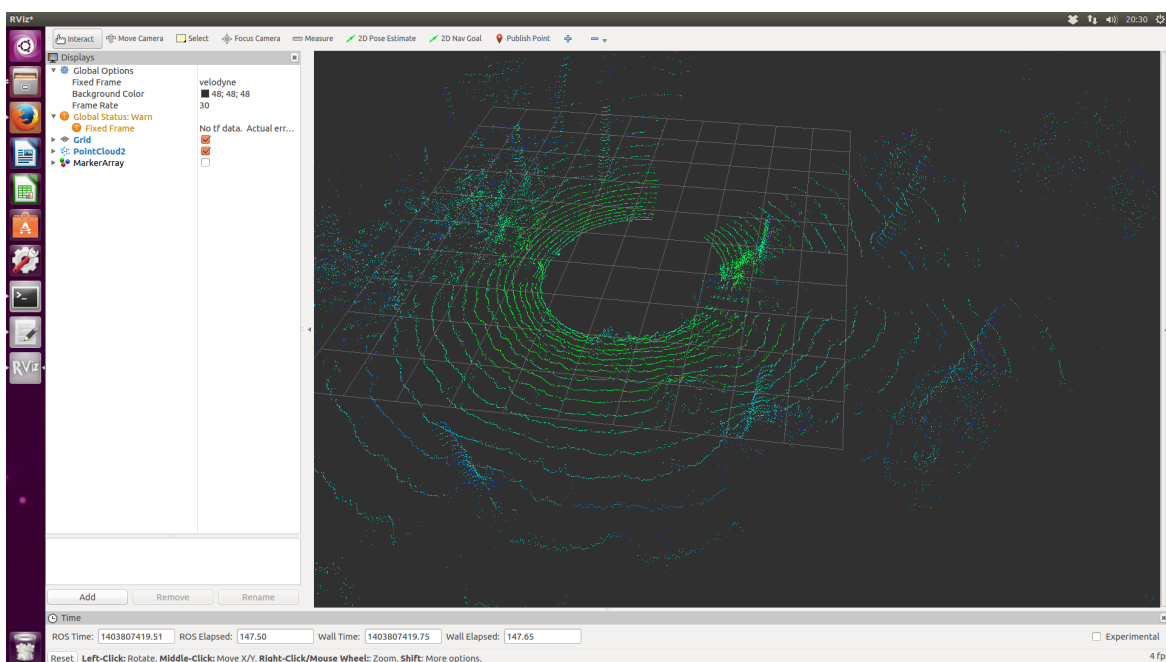 RViz*
20:30
Interact Move Camera Select Focus Camera Measure 2D Pose Estimate 2D Nav Goal Publish Point
Displays
Global Options
Fixed Frame velodyne
Background Color 48; 48; 48
Frame Rate 30
Global Status: Warn
Fixed Frame No tf data. Actual err...
Grid
PointCloud2
MarkerArray
RViz
Add Remove Rename
Time
ROS Time: 1403807419.51 ROS Elapsed: 147.50 Wall Time: 1403807419.75 Wall Elapsed: 147.65 Experimental
Reset Left-Click: Rotate. Middle-Click: Move X/Y. Right-Click/Mouse Wheel:: Zoom. Shift: More options. 4 fps